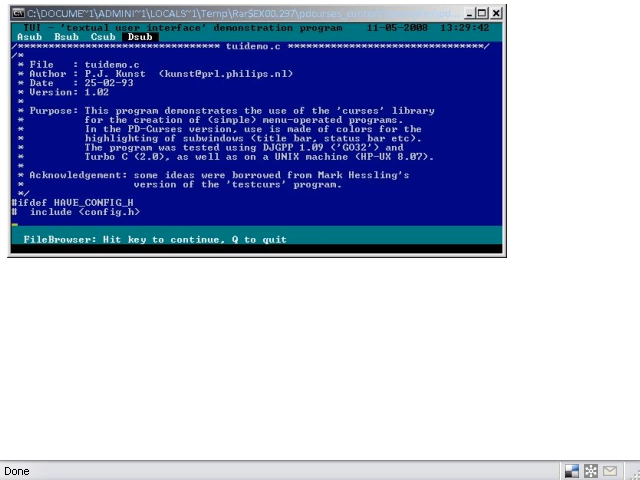 C:\DOCUME~1\ADMINI~1\LOCALS~1\Temp\RarSEX00.297\pdcurses
TUI - 'textual user interface' demonstration program 11-05-2008 13:29:42
Asub Bsub Csub Dsub
/********************************* tuidemo.c ********************************/
/*
* File : tuidemo.c
* Author : P.J. Kunst (kunst@prl.philips.nl)
* Date : 25-02-93
* Version: 1.02
*
* Purpose: This program demonstrates the use of the 'curses' library
* for the creation of (simple) menu-operated programs.
* In the PD-Curses version, use is made of colors for the
* highlighting of subwindows (title bar, status bar etc).
* The program was tested using DJGPP 1.09 ('GO32') and
* Turbo C (2.0), as well as on a UNIX machine (HP-UX 8.07).
*
* Acknowledgement: some ideas were borrowed from Mark Hessling's
* version of the 'testcurs' program.
*/
#ifdef HAVE_CONFIG_H
# include <config.h>
FileBrowser: Hit key to continue, Q to quit
Done